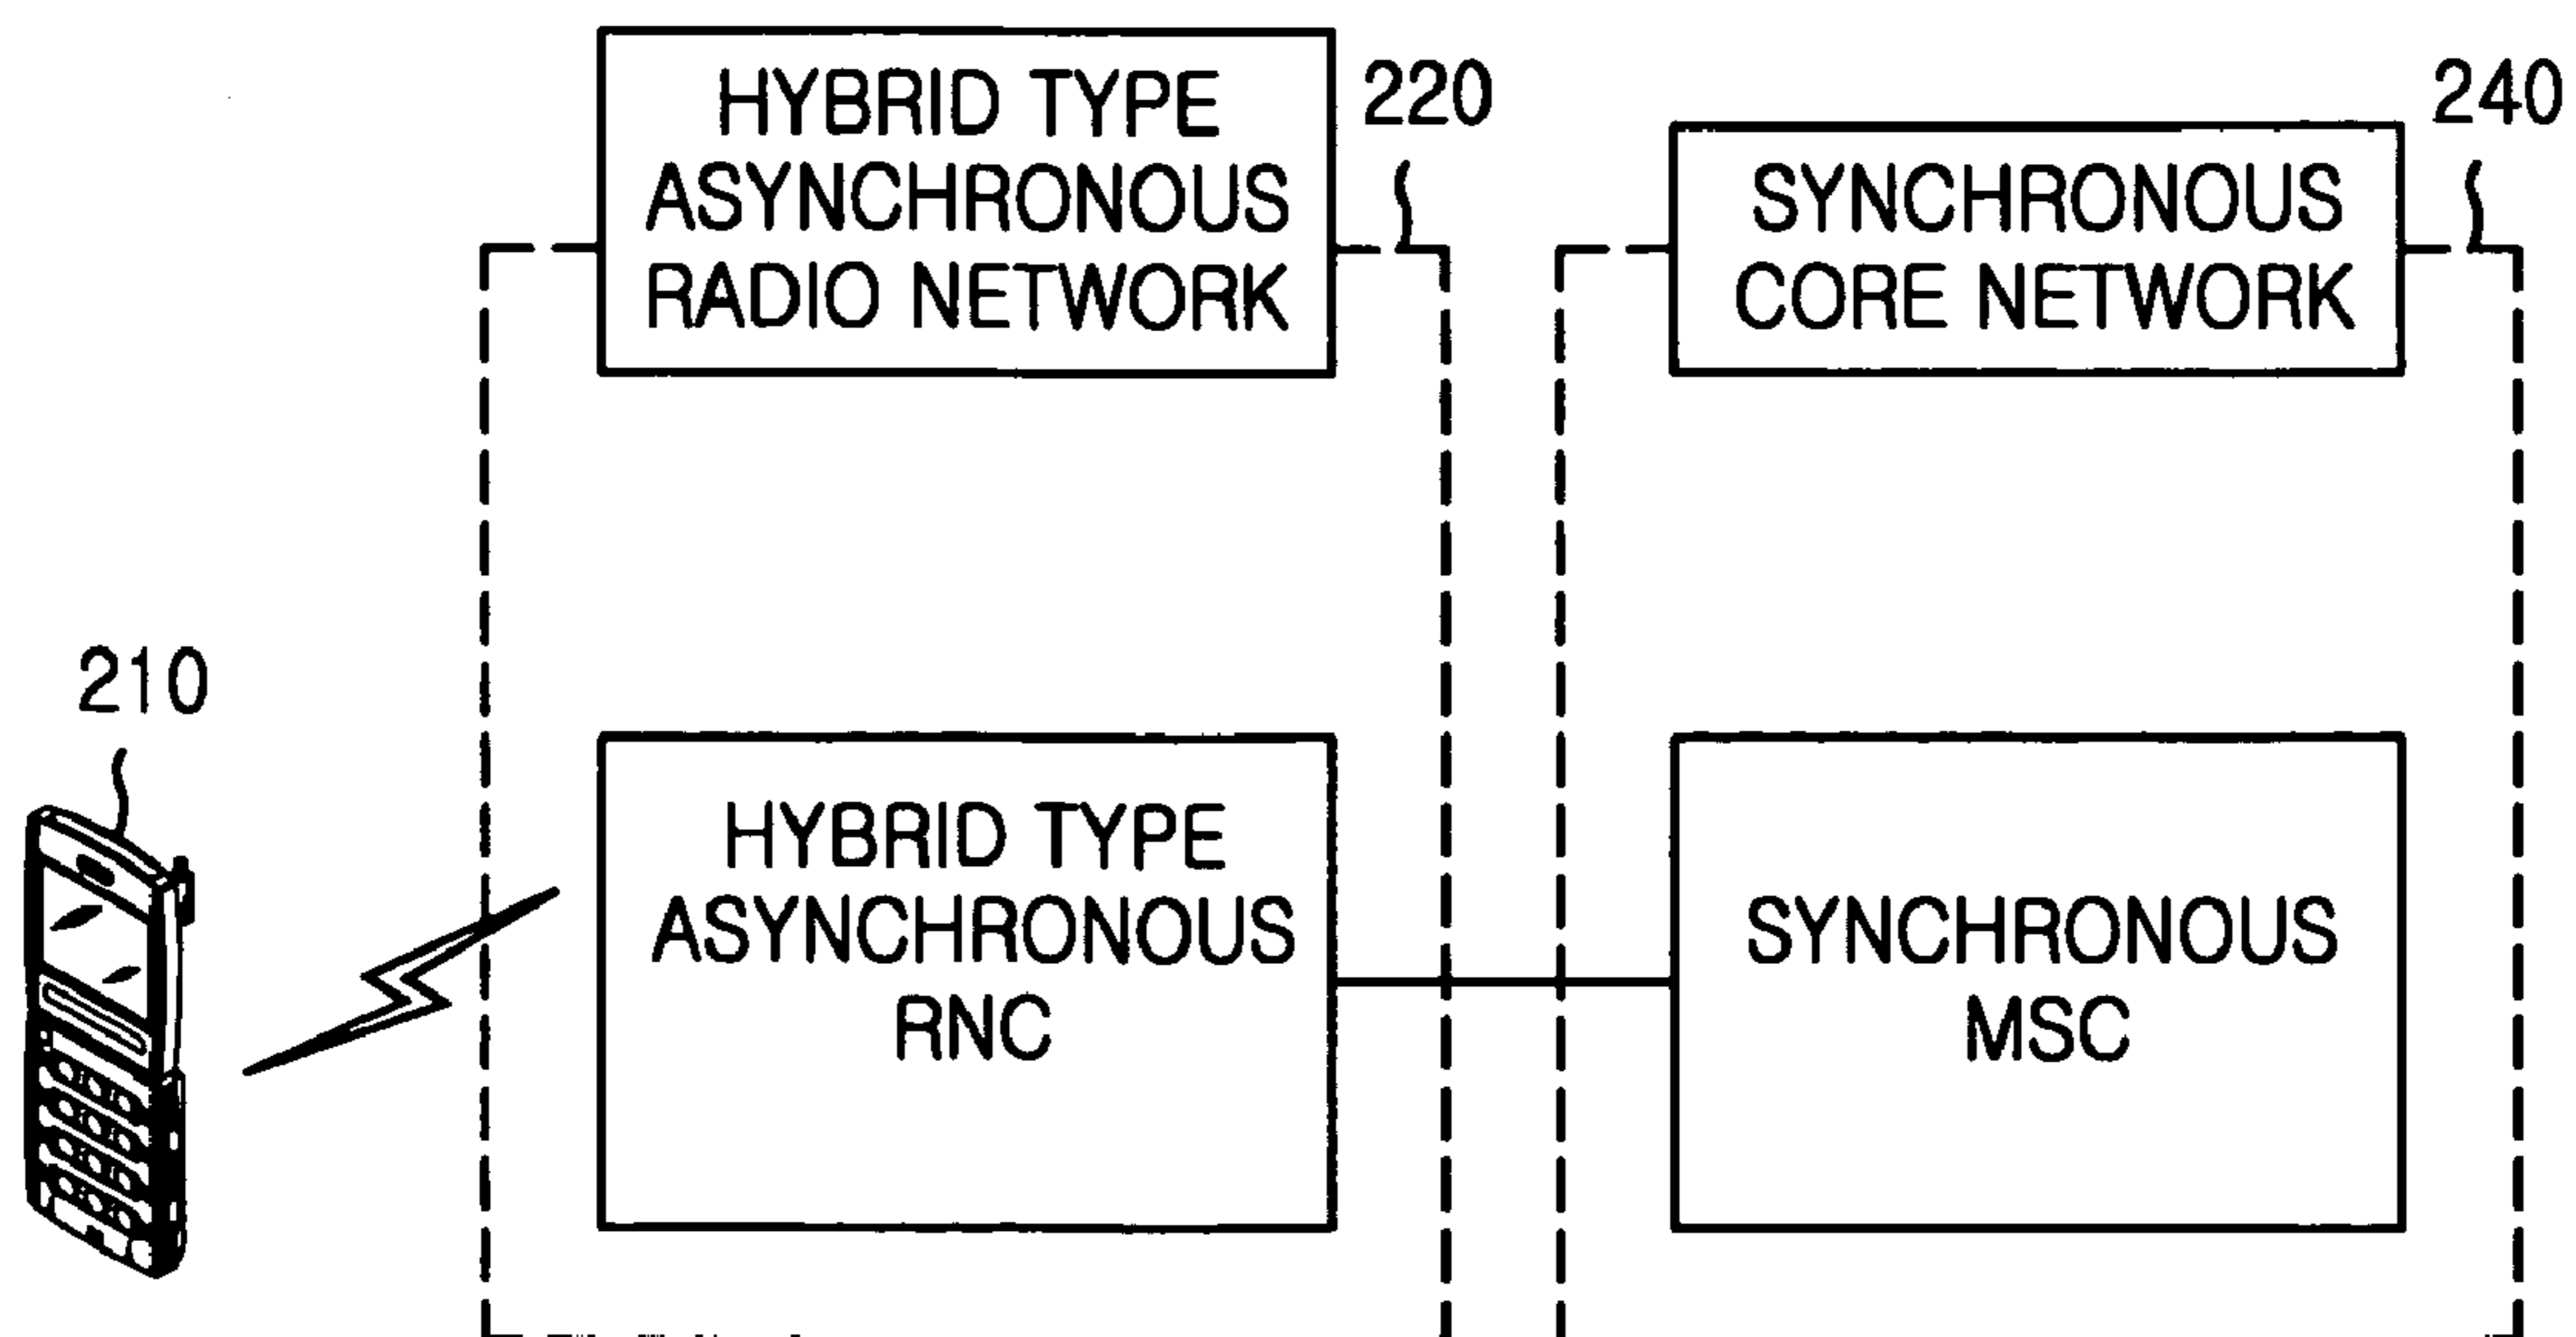 HYBRID TYPE
ASYNCHRONOUS
RADIO NETWORK
220
SYNCHRONOUS
CORE NETWORK
240
210
HYBRID TYPE
ASYNCHRONOUS
RNC
SYNCHRONOUS
MSC